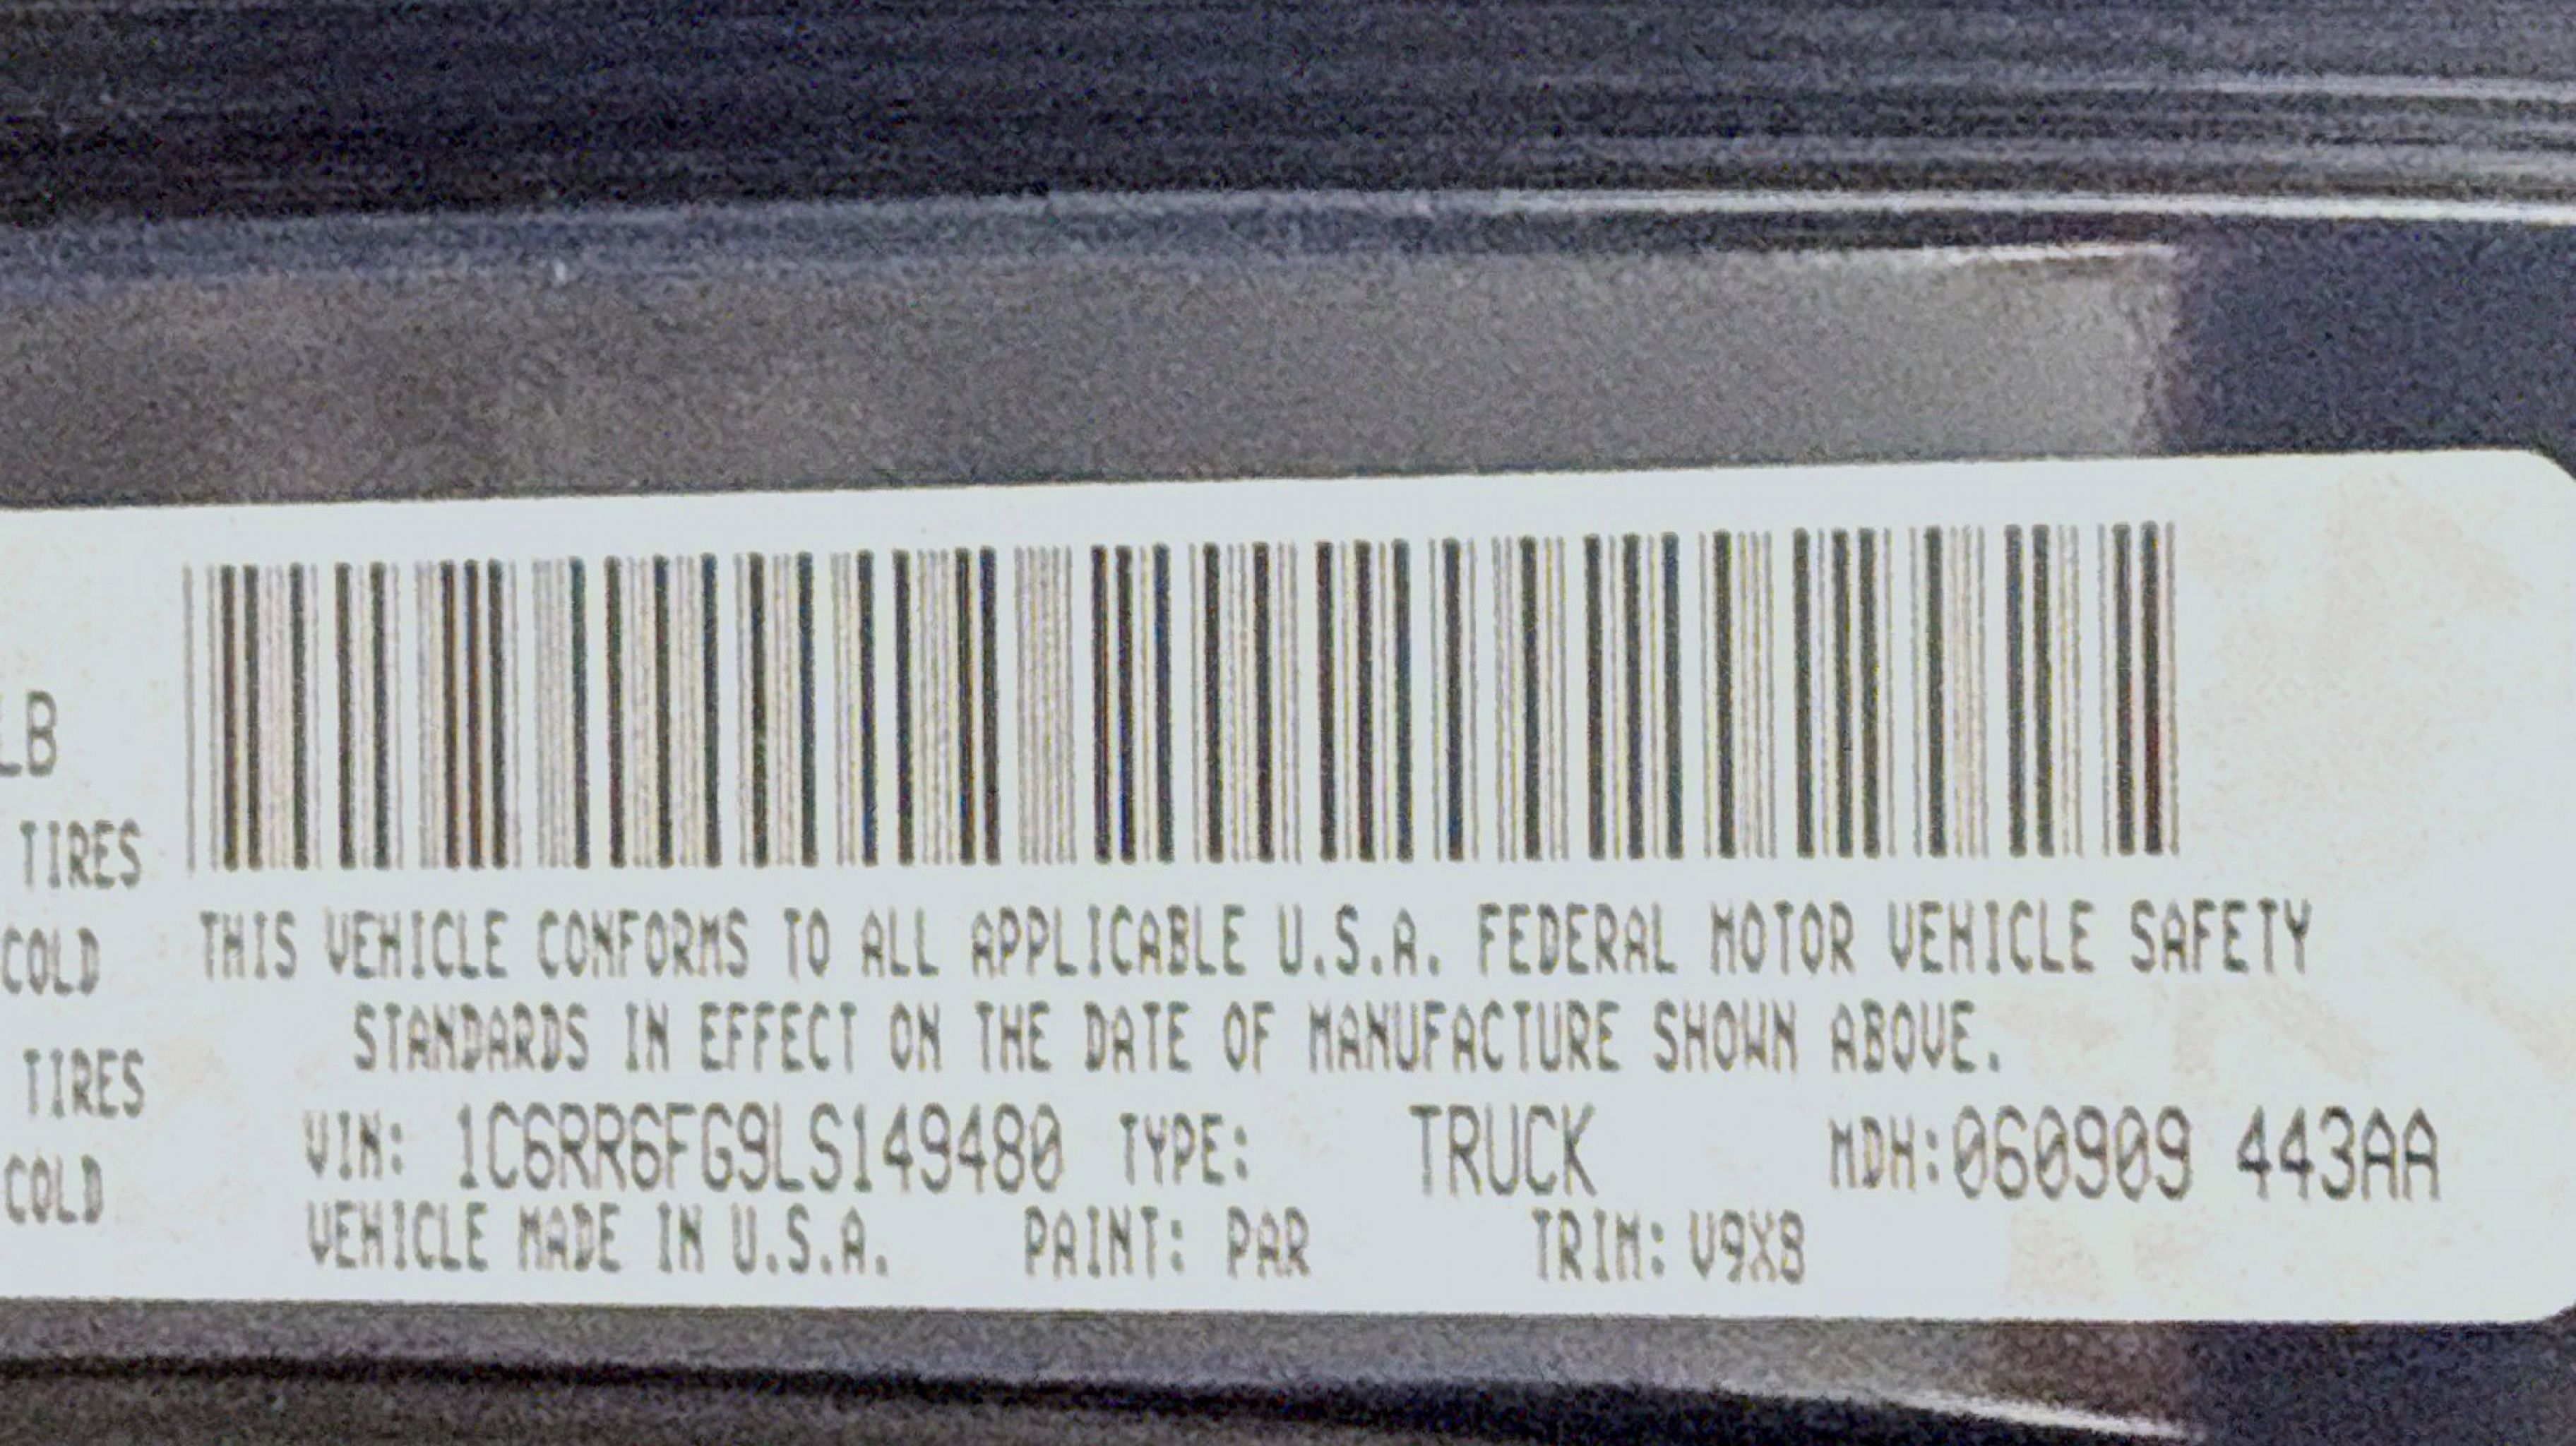 LB
TIRES
COLD
THIS VEHICLE CONFORMS TO ALL APPLICABLE U.S.A. FEDERAL MOTOR VEHICLE SAFETY
STANDARDS IN EFFECT ON THE DATE OF MANUFACTURE SHOWN ABOVE.
TIRES
VIN: 1C6RR6FG9LS149480 TYPE: TRUCK MDH:060909 443AA
COLD
VEHICLE MADE IN U.S.A. PAINT: PAR TRIM: V9X8